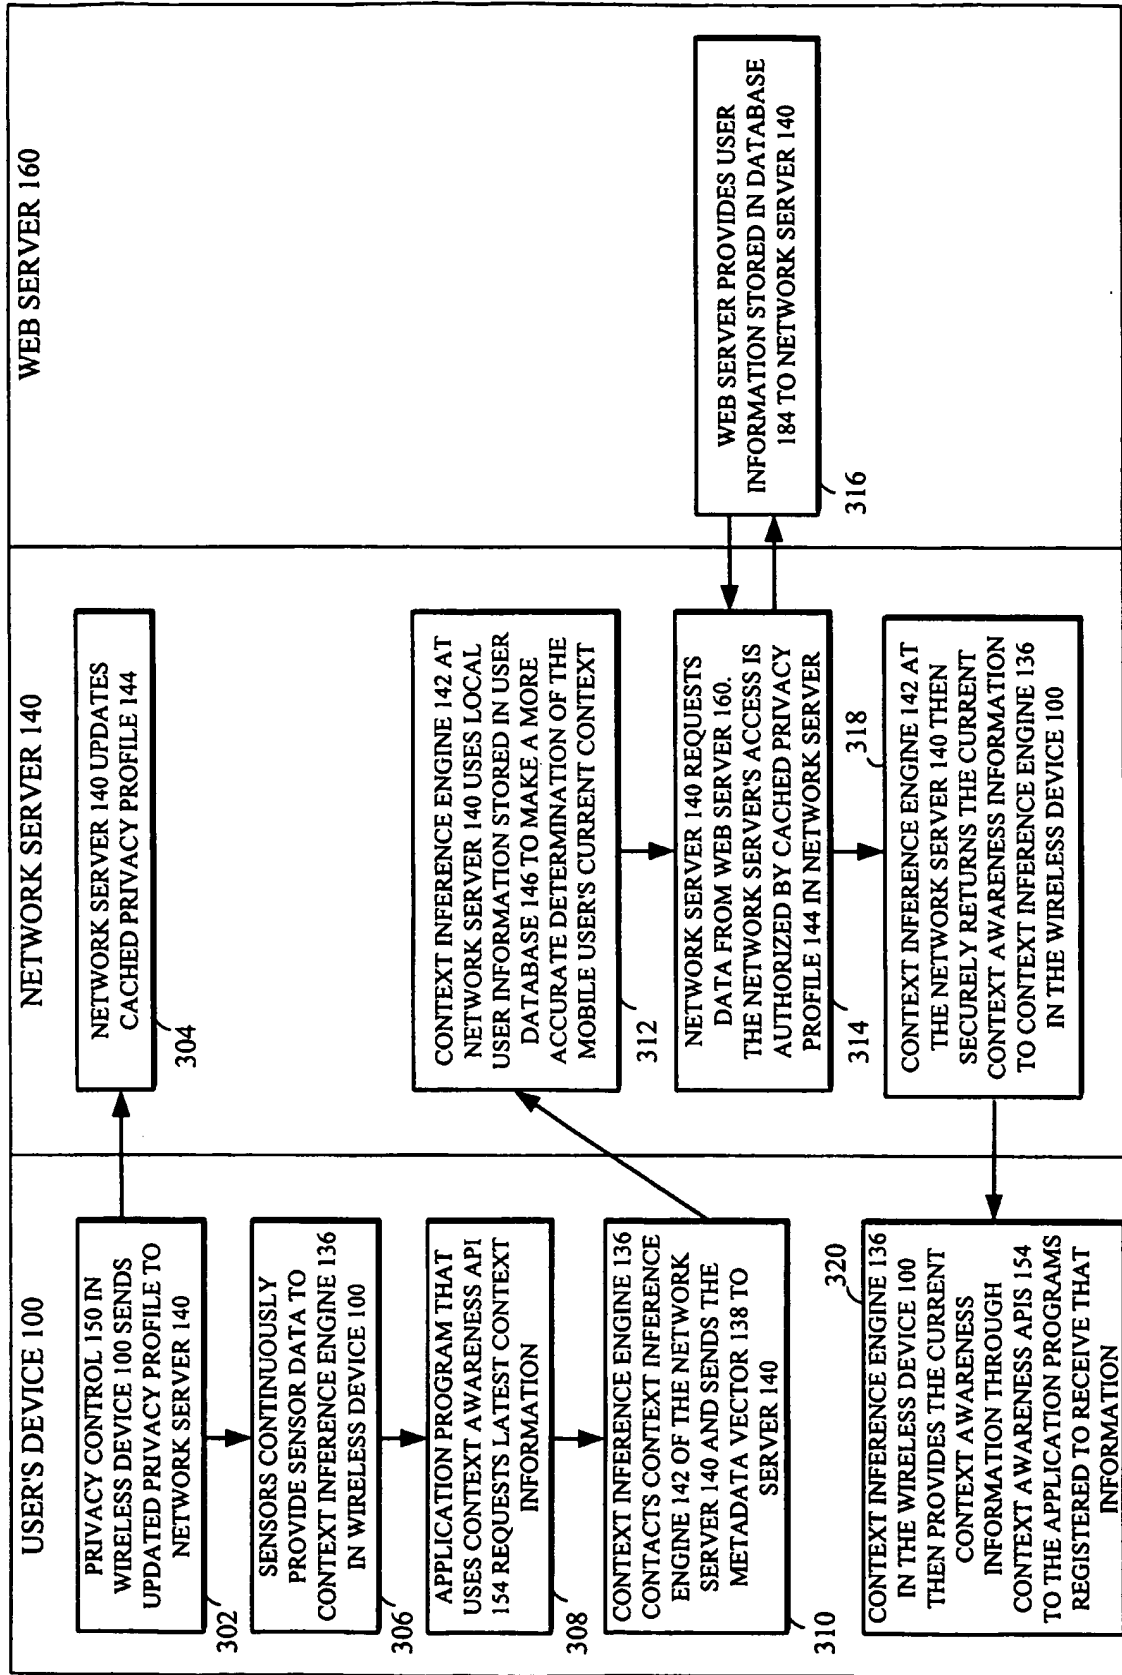 USER'S DEVICE 100
PRIVACY CONTROL 150 IN
WIRELESS DEVICE 100 SENDS
UPDATED PRIVACY PROFILE TO
NETWORK SERVER 140
302
SENSORS CONTINUOUSLY
PROVIDE SENSOR DATA TO
CONTEXT INFERENCE ENGINE 136
IN WIRELESS DEVICE 100
306
APPLICATION PROGRAM THAT
USES CONTEXT AWARENESS API
154 REQUESTS LATEST CONTEXT
INFORMATION
308
CONTEXT INFERENCE ENGINE 136
CONTACTS CONTEXT INFERENCE
ENGINE 142 OF THE NETWORK
SERVER 140 AND SENDS THE
METADATA VECTOR 138 TO
SERVER 140
310
320
CONTEXT INFERENCE ENGINE 136
IN THE WIRELESS DEVICE 100
THEN PROVIDES THE CURRENT
CONTEXT AWARENESS
INFORMATION THROUGH
CONTEXT AWARENESS APIS 154
TO THE APPLICATION PROGRAMS
REGISTERED TO RECEIVE THAT
INFORMATION
NETWORK SERVER 140
NETWORK SERVER 140 UPDATES
CACHED PRIVACY PROFILE 144
304
CONTEXT INFERENCE ENGINE 142 AT
NETWORK SERVER 140 USES LOCAL
USER INFORMATION STORED IN USER
DATABASE 146 TO MAKE A MORE
ACCURATE DETERMINATION OF THE
MOBILE USER'S CURRENT CONTEXT
312
NETWORK SERVER 140 REQUESTS
DATA FROM WEB SERVER 160.
THE NETWORK SERVER'S ACCESS IS
AUTHORIZED BY CACHED PRIVACY
PROFILE 144 IN NETWORK SERVER
314
318
CONTEXT INFERENCE ENGINE 142 AT
THE NETWORK SERVER 140 THEN
SECURELY RETURNS THE CURRENT
CONTEXT AWARENESS INFORMATION
TO CONTEXT INFERENCE ENGINE 136
IN THE WIRELESS DEVICE 100
WEB SERVER 160
WEB SERVER PROVIDES USER
INFORMATION STORED IN DATABASE
184 TO NETWORK SERVER 140
316